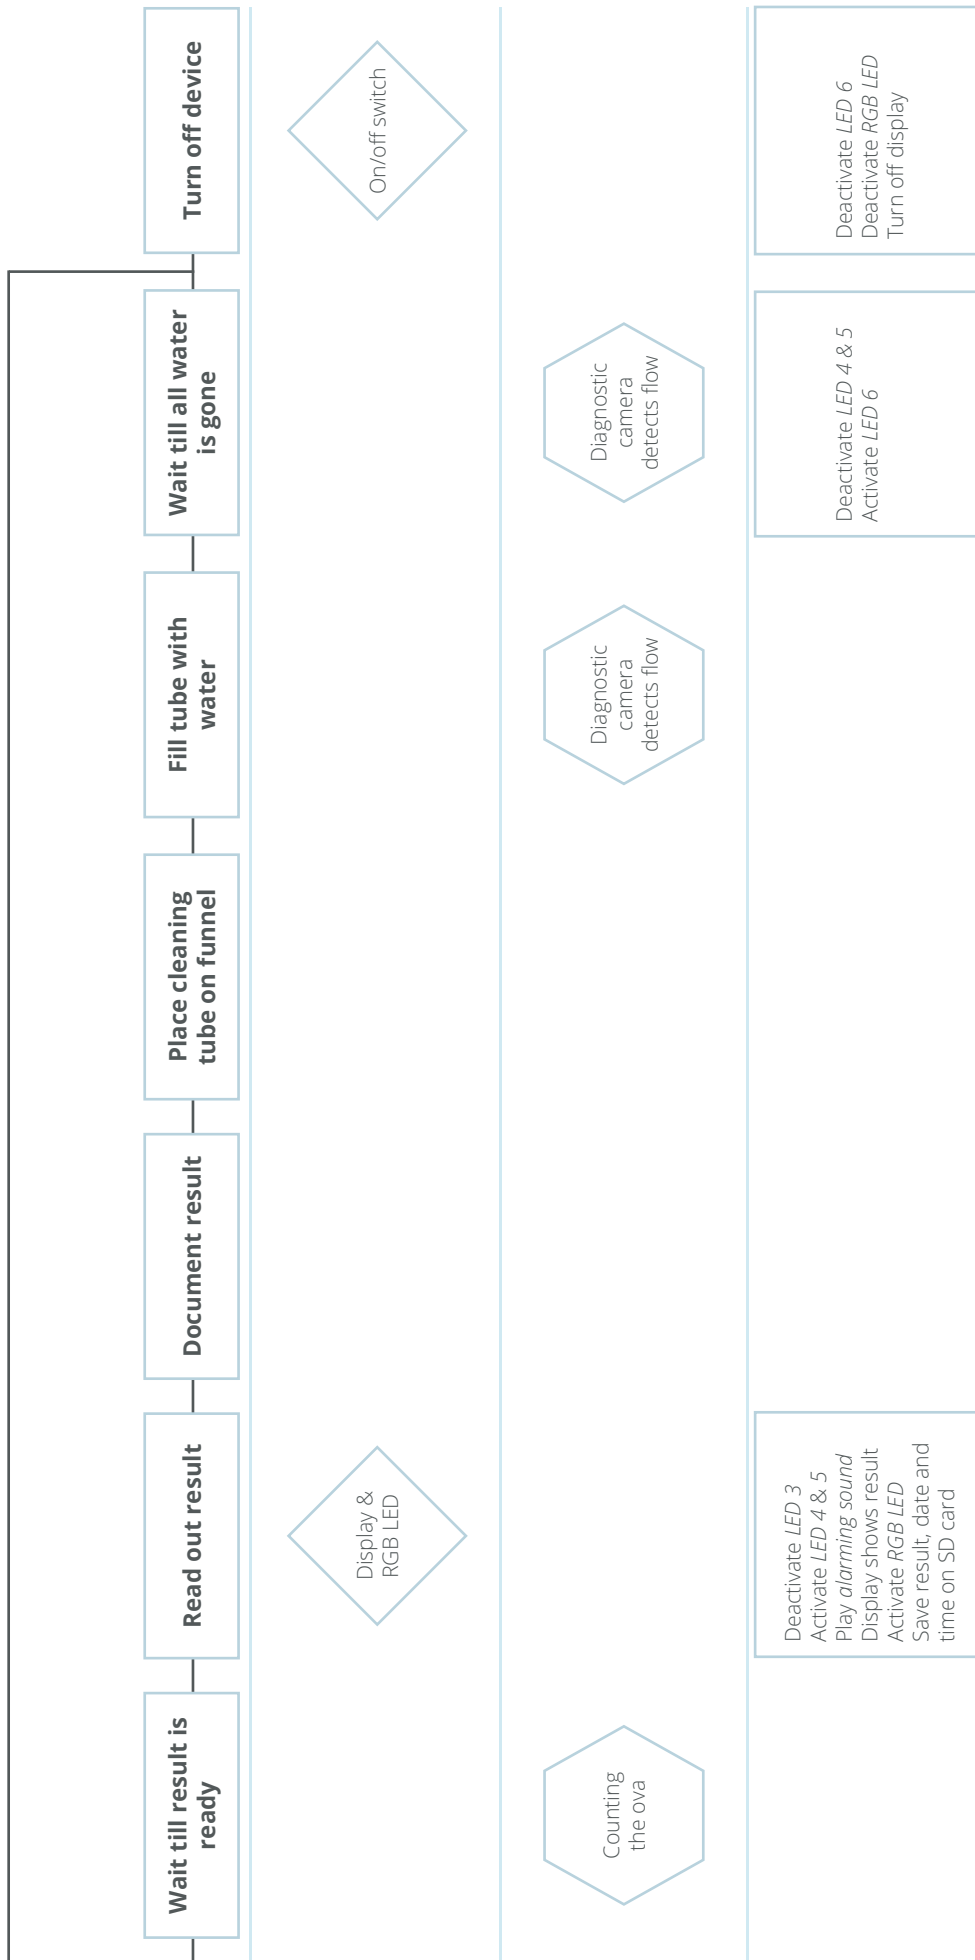 Wait till result is
ready
Read out result
Document result
Place cleaning
tube on funnel
Fill tube with
water
Wait till all water
is gone
Turn off device
Display &
RGB LED
On/off switch
Counting
the ova
Diagnostic
camera
detects flow
Diagnostic
camera
detects flow
Deactivate LED 3
Activate LED 4 & 5
Play alarming sound
Display shows result
Activate RGB LED
Save result, date and
time on SD card
Deactivate LED 4 & 5
Activate LED 6
Deactivate LED 6
Deactivate RGB LED
Turn off display